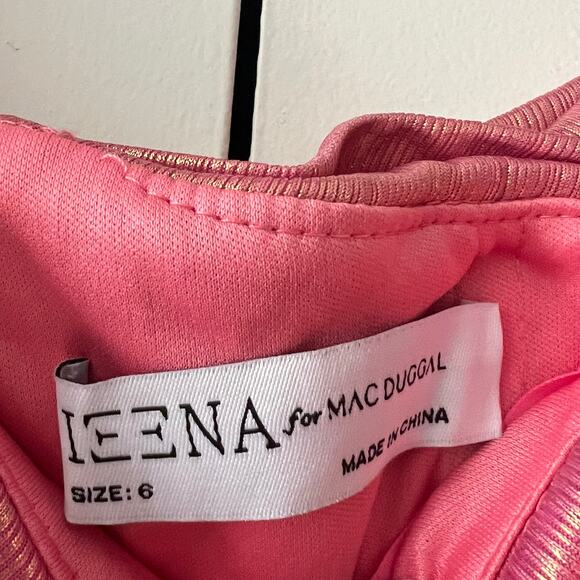 IEENA for MAC DUGGAL
SIZE: 6
MADE IN CHINA